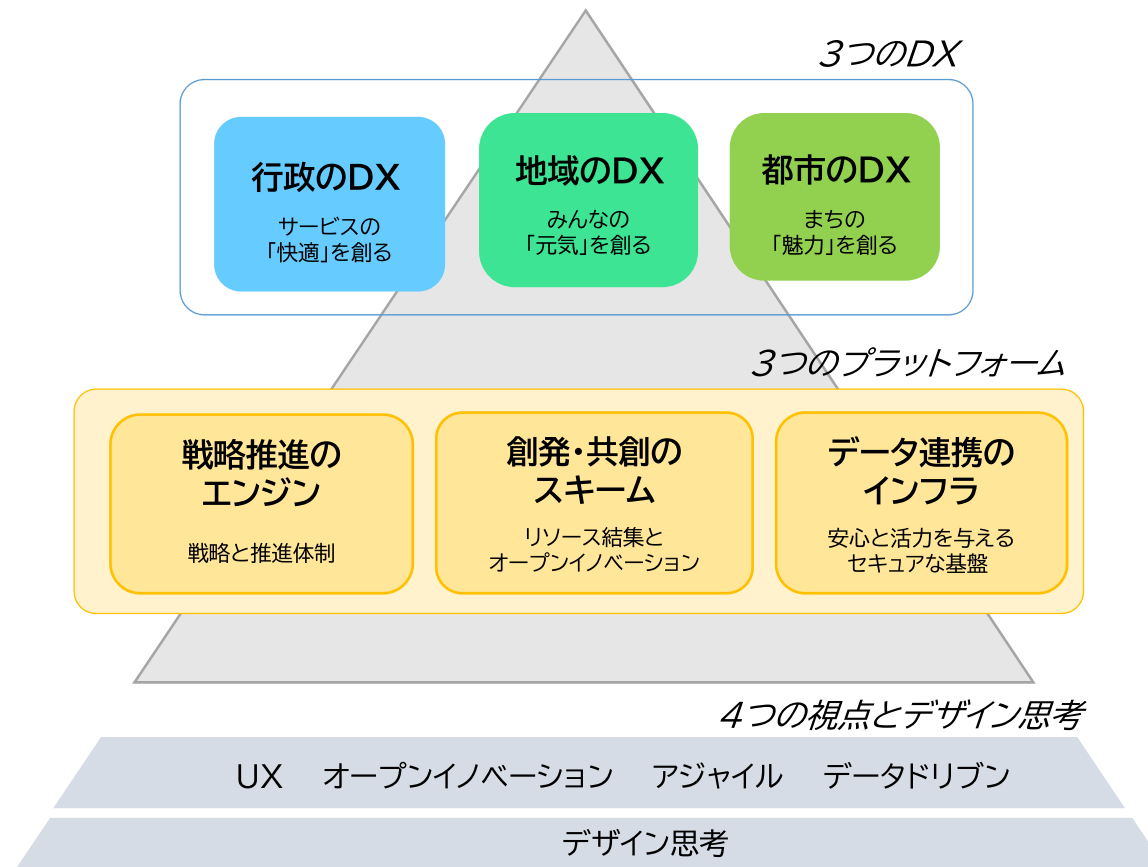 3つのDX
行政のDX
サービスの
「快適」を創る
地域のDX
みんなの
「元気」を創る
都市のDX
まちの
「魅力」を創る
3つのプラットフォーム
戦略推進の
エンジン
戦略と推進体制
創発・共創の
スキーム
リソース結集と
オープンイノベーション
データ連携の
インフラ
安心と活力を与える
セキュアな基盤
4つの視点とデザイン思考
UX オープンイノベーション アジャイル データドリブン
デザイン思考